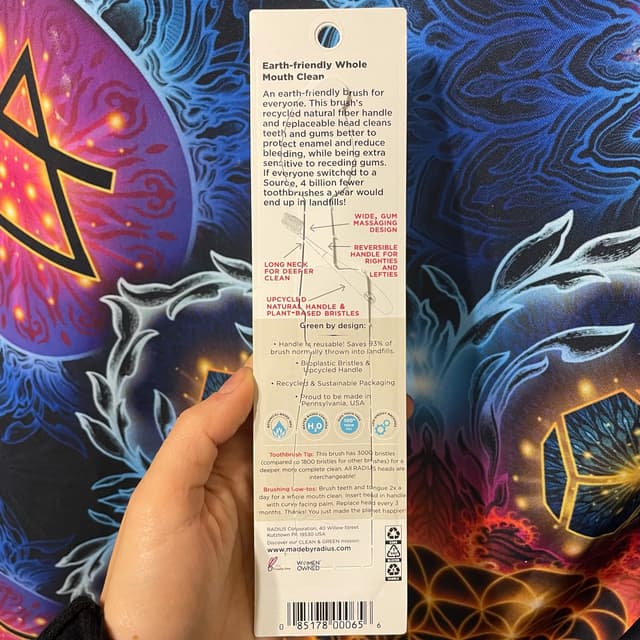 Earth-friendly Whole
Mouth Clean
An earth-friendly brush for
everyone. This brush's
recycled natural fiber handle
and replaceable head cleans
teeth and gums better to
protect enamel and reduce
bleeding, while being extra
sensitive to receding gums.
If everyone switched to a
Source, 4 billion fewer
toothbrushes a year would
end up in landfills!
WIDE, GUM
MASSAGING
DESIGN
REVERSIBLE
HANDLE FOR
RIGHTIES
AND
LEFTIES
LONG NECK
FOR DEEPER
CLEAN
UPCYCLED
NATURAL HANDLE &
PLANT-BASED BRISTLES
Green by design:
• Handle is reusable! Saves 93% of
brush normally thrown into landfills.
• Bioplastic Bristles &
Upcycled Handle
• Recycled & Sustainable Packaging
• Proud to be made in
Pennsylvania, USA
H2O
Toothbrush Tip: This brush has 3000 bristles
(compared to 1800 bristles for other brushes) for a
deeper, more complete clean. All RADIUS heads are
interchangeable!
Brushing Low-tos: Brush teeth and tongue 2x a
day for a whole mouth clean. Insert head in handle
with curve facing palm. Replace head every 3
months. Thanks! You just made the planet happier
RADIUS Corporation, 40 Willow Street
Kutztown PA 19530 USA
Discover our CLEAN & GREEN mission:
www.madebyradius.com
WOMEN
OWNED
0 85178 00065 6